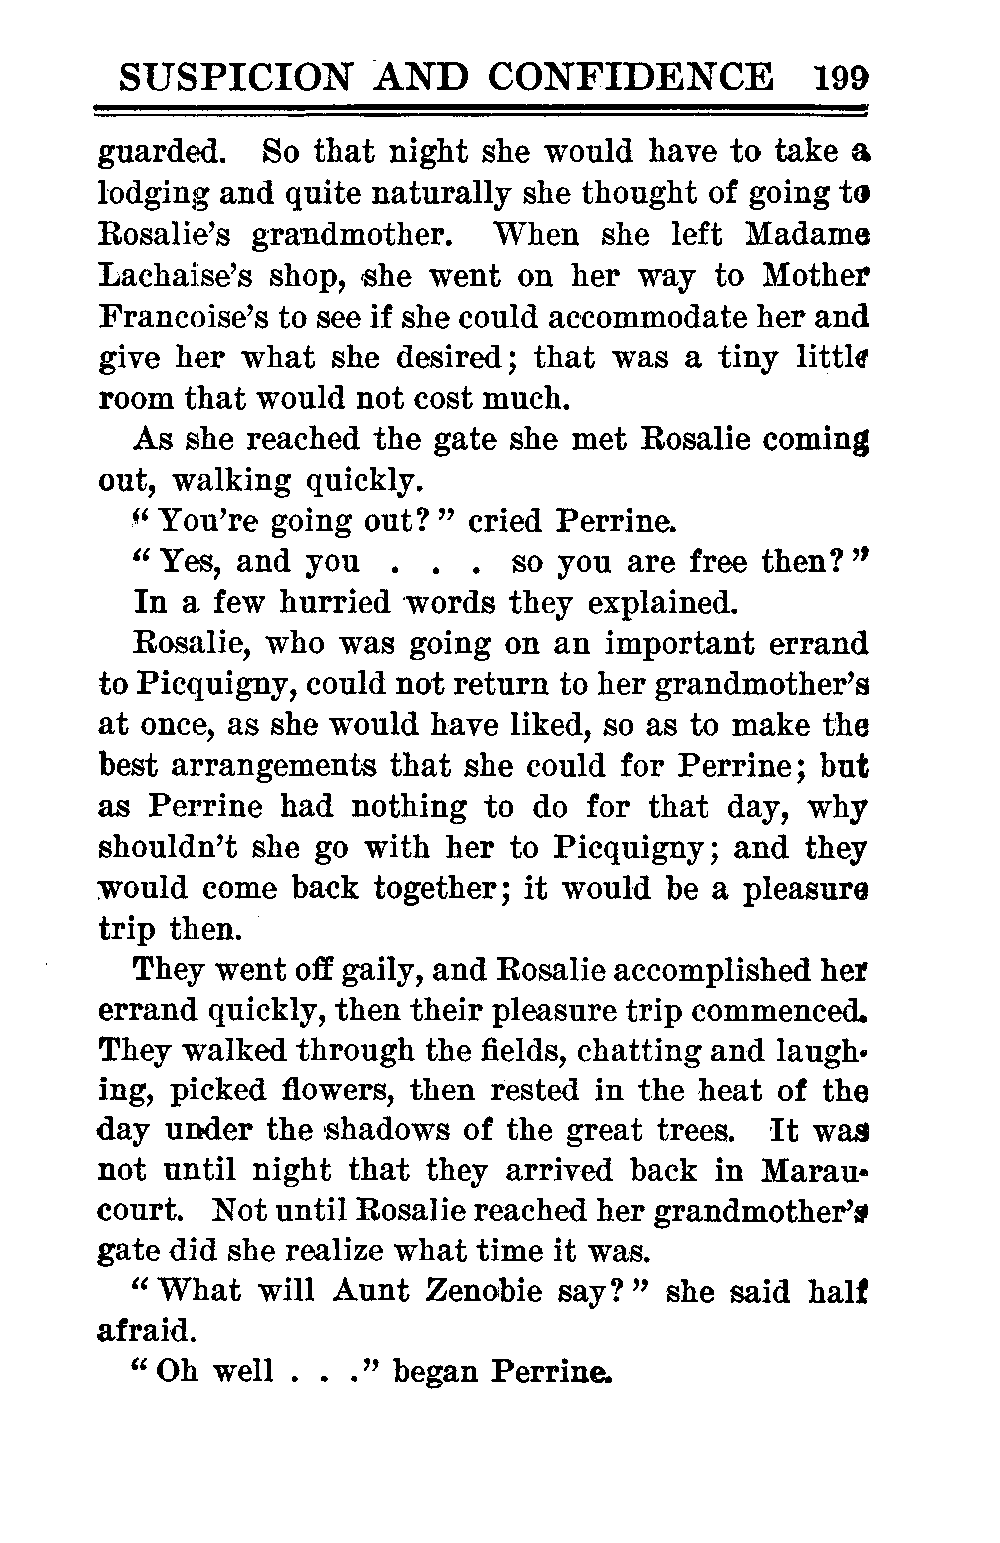 SUSPICION AND CONFIDENCE 199
guarded. So that night she would have to take a
lodging and quite naturally she thought of going to
Rosalie's grandmother. When she left Madame
Lachaise's shop, she went on her way to Mother
Francoise's to see if she could accommodate her and
give her what she desired; that was a tiny little
room that would not cost much.
As she reached the gate she met Rosalie coming
out, walking quickly.
“ You're going out? ” cried Perrine.
“ Yes, and you . . . so you are free then? ”
In a few hurried words they explained.
Rosalie, who was going on an important errand
to Picquigny, could not return to her grandmother's
at once, as she would have liked, so as to make the
best arrangements that she could for Perrine; but
as Perrine had nothing to do for that day, why
shouldn't she go with her to Picquigny; and they
would come back together; it would be a pleasure
trip then.
They went off gaily, and Rosalie accomplished her
errand quickly, then their pleasure trip commenced.
They walked through the fields, chatting and laugh-
ing, picked flowers, then rested in the heat of the
day under the shadows of the great trees. It was
not until night that they arrived back in Marau-
court. Not until Rosalie reached her grandmother's
gate did she realize what time it was.
“ What will Aunt Zenobie say? ” she said half
afraid.
“ Oh well . . .” began Perrine.